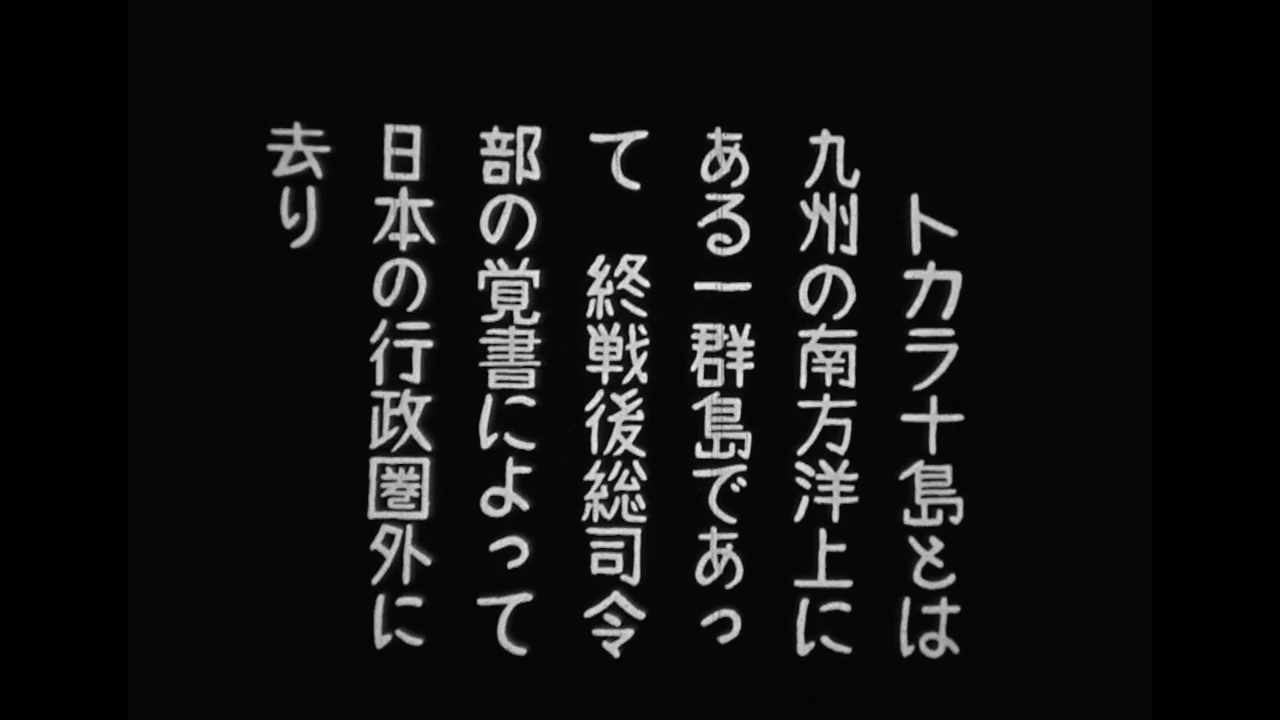 トカラ十島とは
九州の南方洋上に
ある一群島であっ
て　終戦後総司令
部の覚書によって
日本の行政圏外に
去り